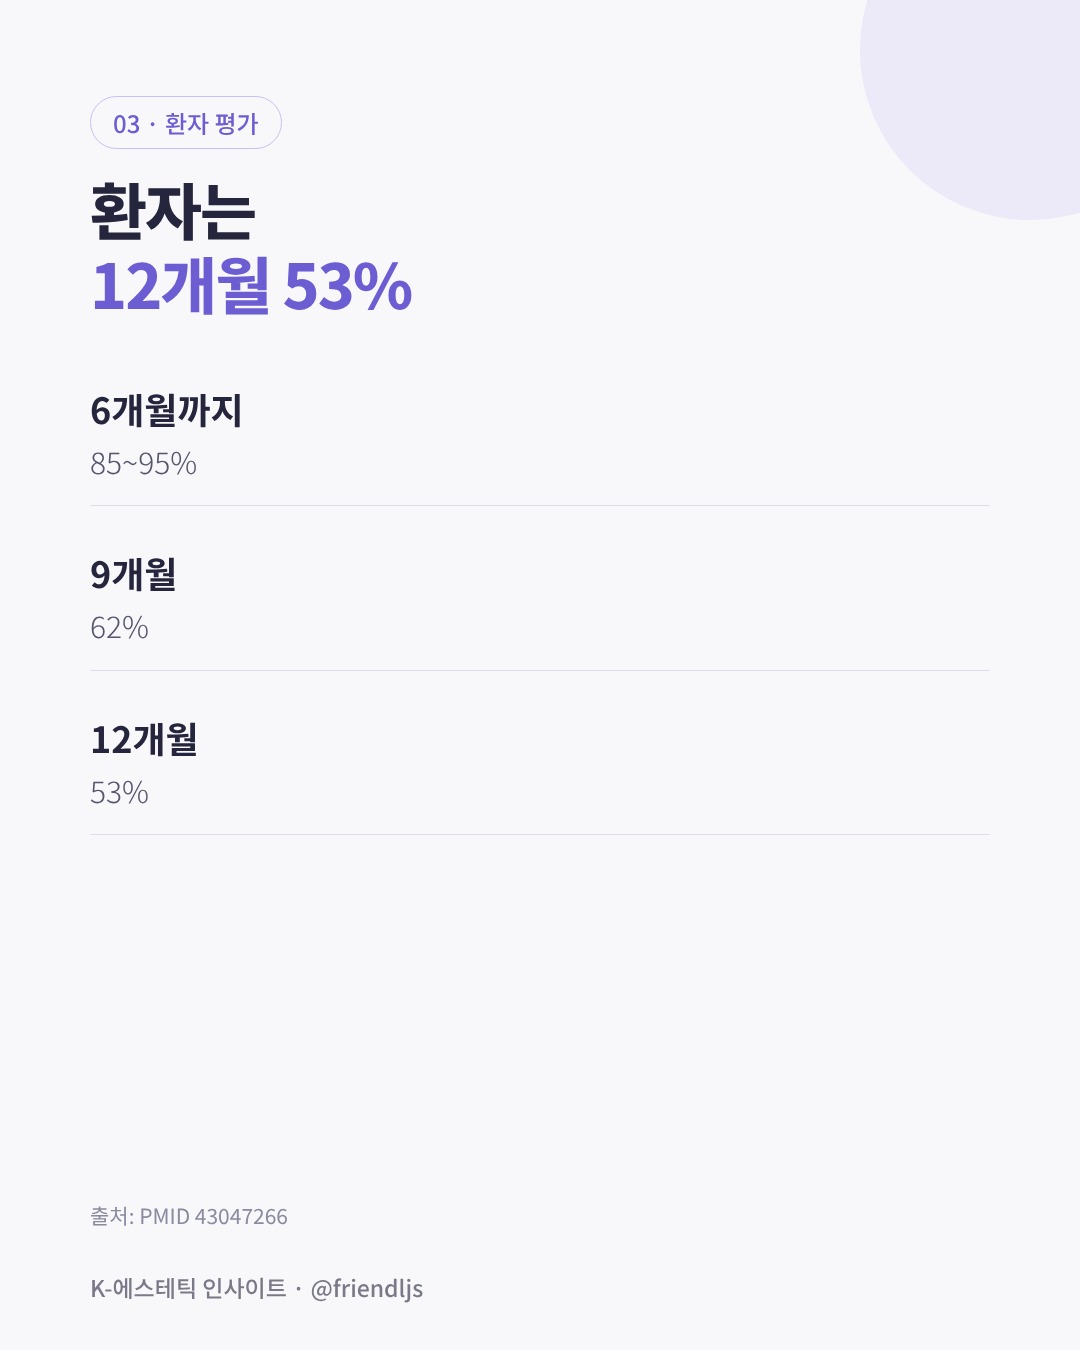 03 · 환자 평가
환자는
12개월 53%
6개월까지
85~95%
9개월
62%
12개월
53%
출처: PMID 43047266
K-에스테틱 인사이트 · @friendljs